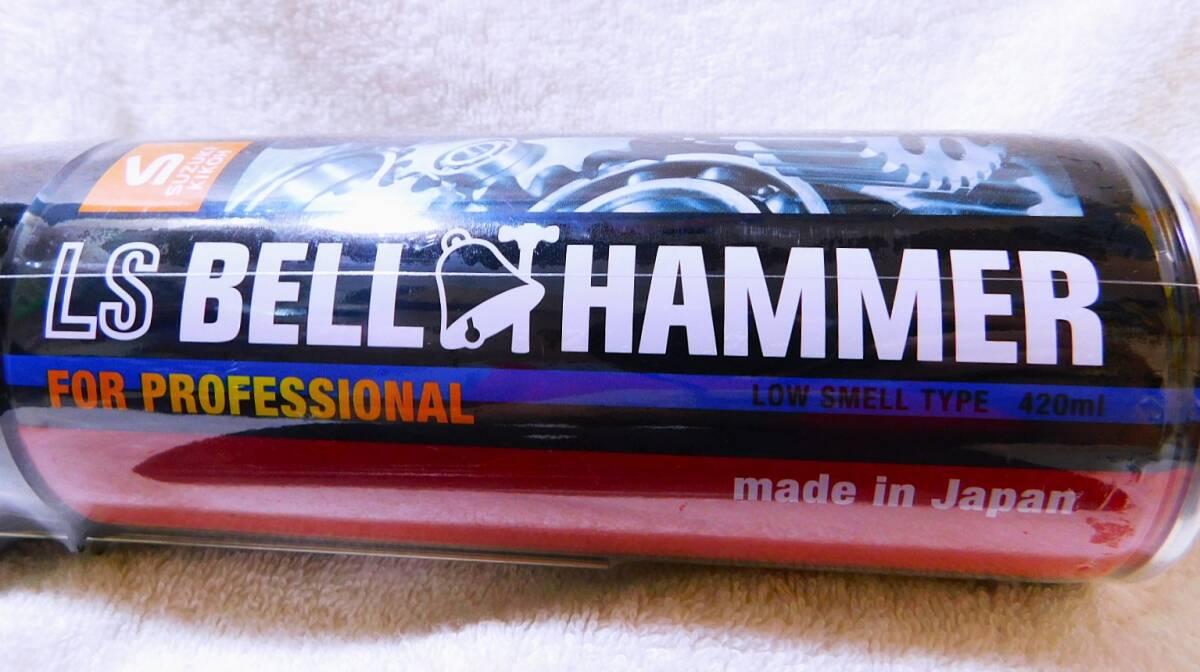 S
SUZUKI
KIKOH
LS BELL HAMMER
FOR PROFESSIONAL
LOW SMELL TYPE 420ml
made in Japan